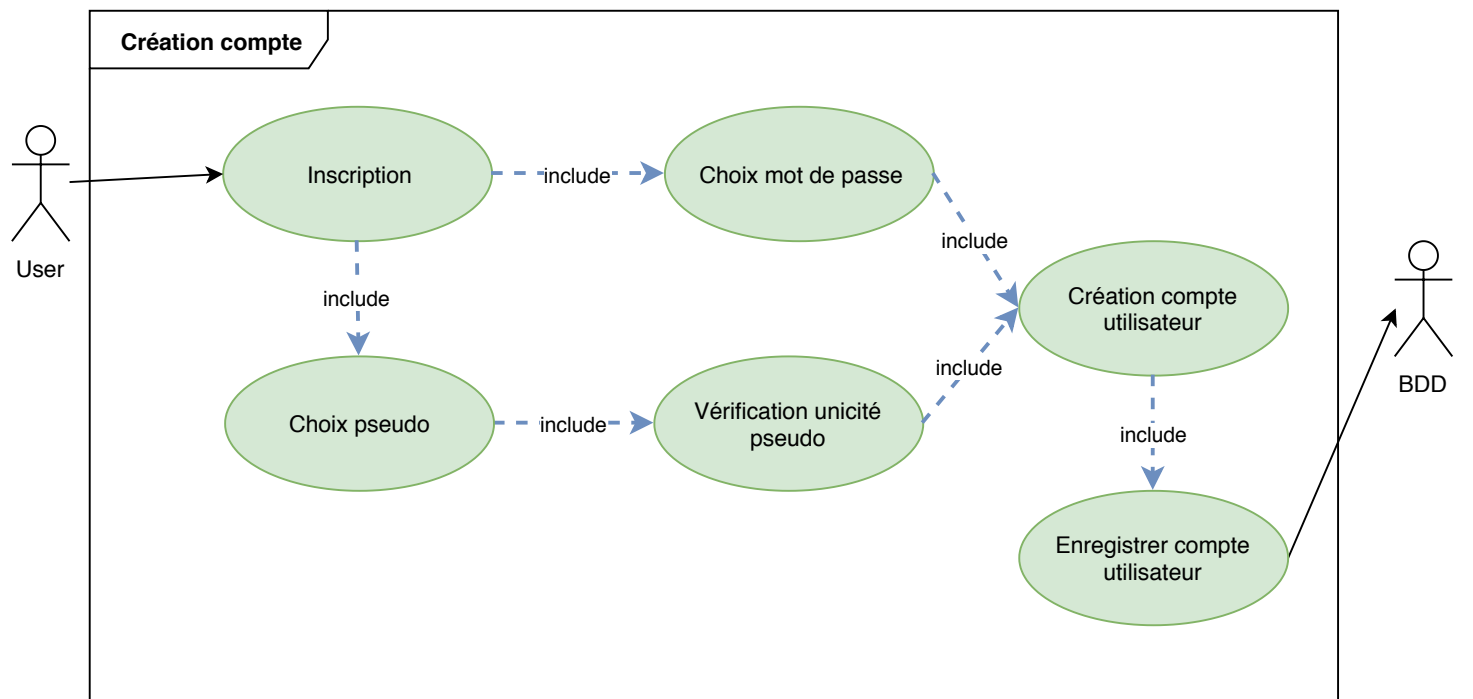 Création compte
Inscription
include
Choix mot de passe
User
include
include
Création compte
utilisateur
BDD
Choix pseudo
include
Vérification unicité
pseudo
include
include
Enregistrer compte
utilisateur